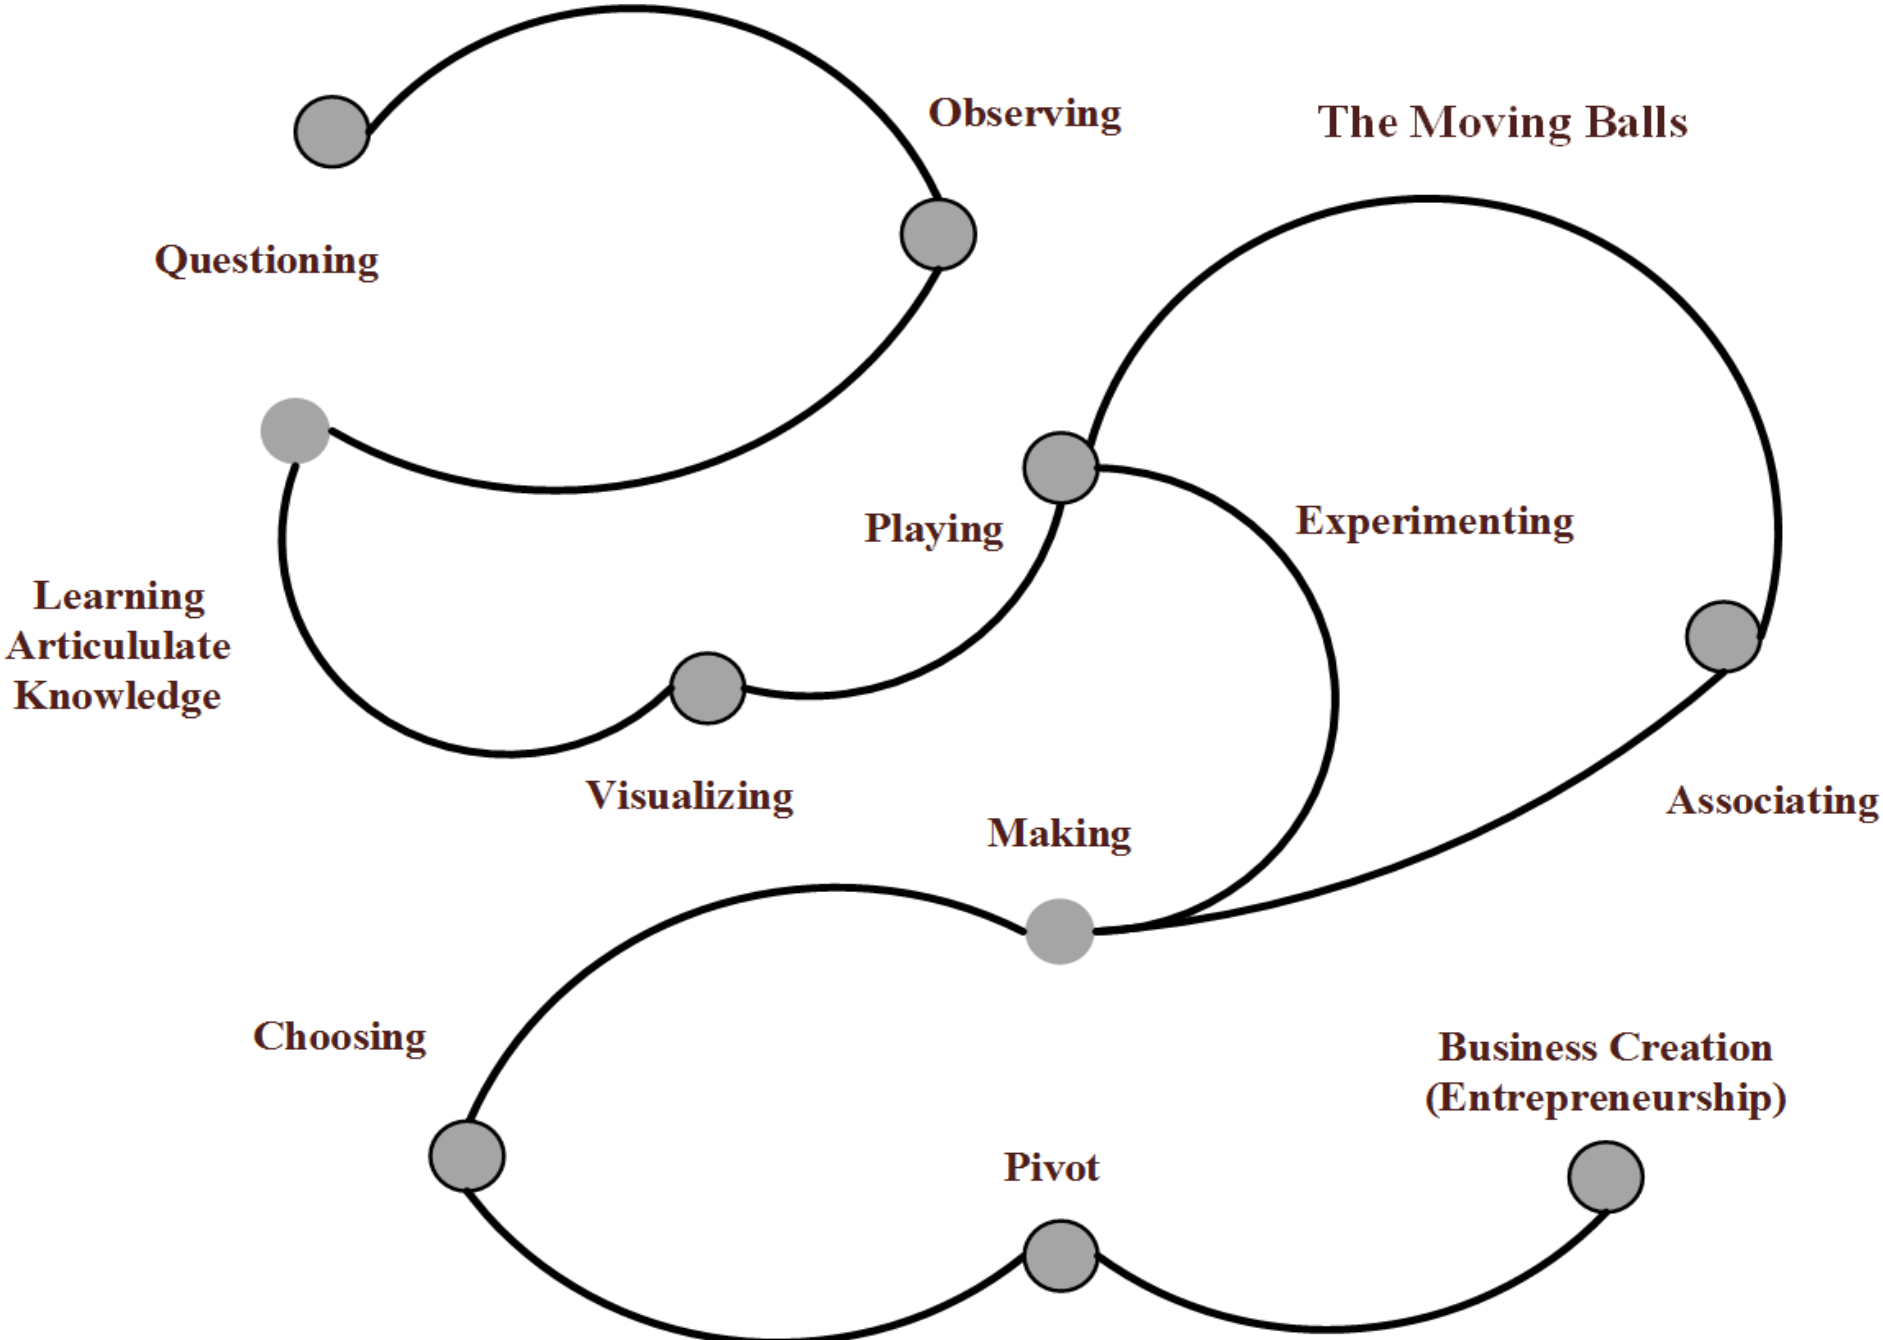 Observing
The Moving Balls
Questioning
Playing
Experimenting
Learning
Articululate
Knowledge
Visualizing
Associating
Making
Choosing
Business Creation
(Entrepreneurship)
Pivot